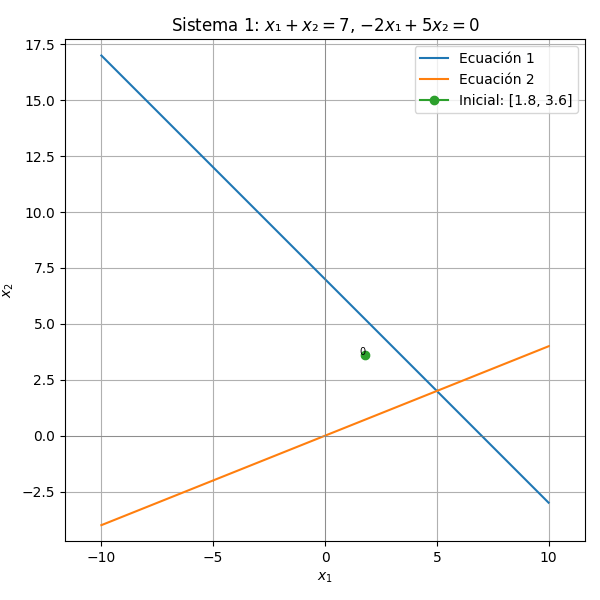 Sistema 1: x₁ + x₂ = 7, −2x₁ + 5x₂ = 0
Ecuación 1
Ecuación 2
Inicial: [1.8, 3.6]
17.5
15.0
12.5
10.0
7.5
5.0
2.5
0.0
−2.5
x₂
0
−10
−5
0
5
10
x₁